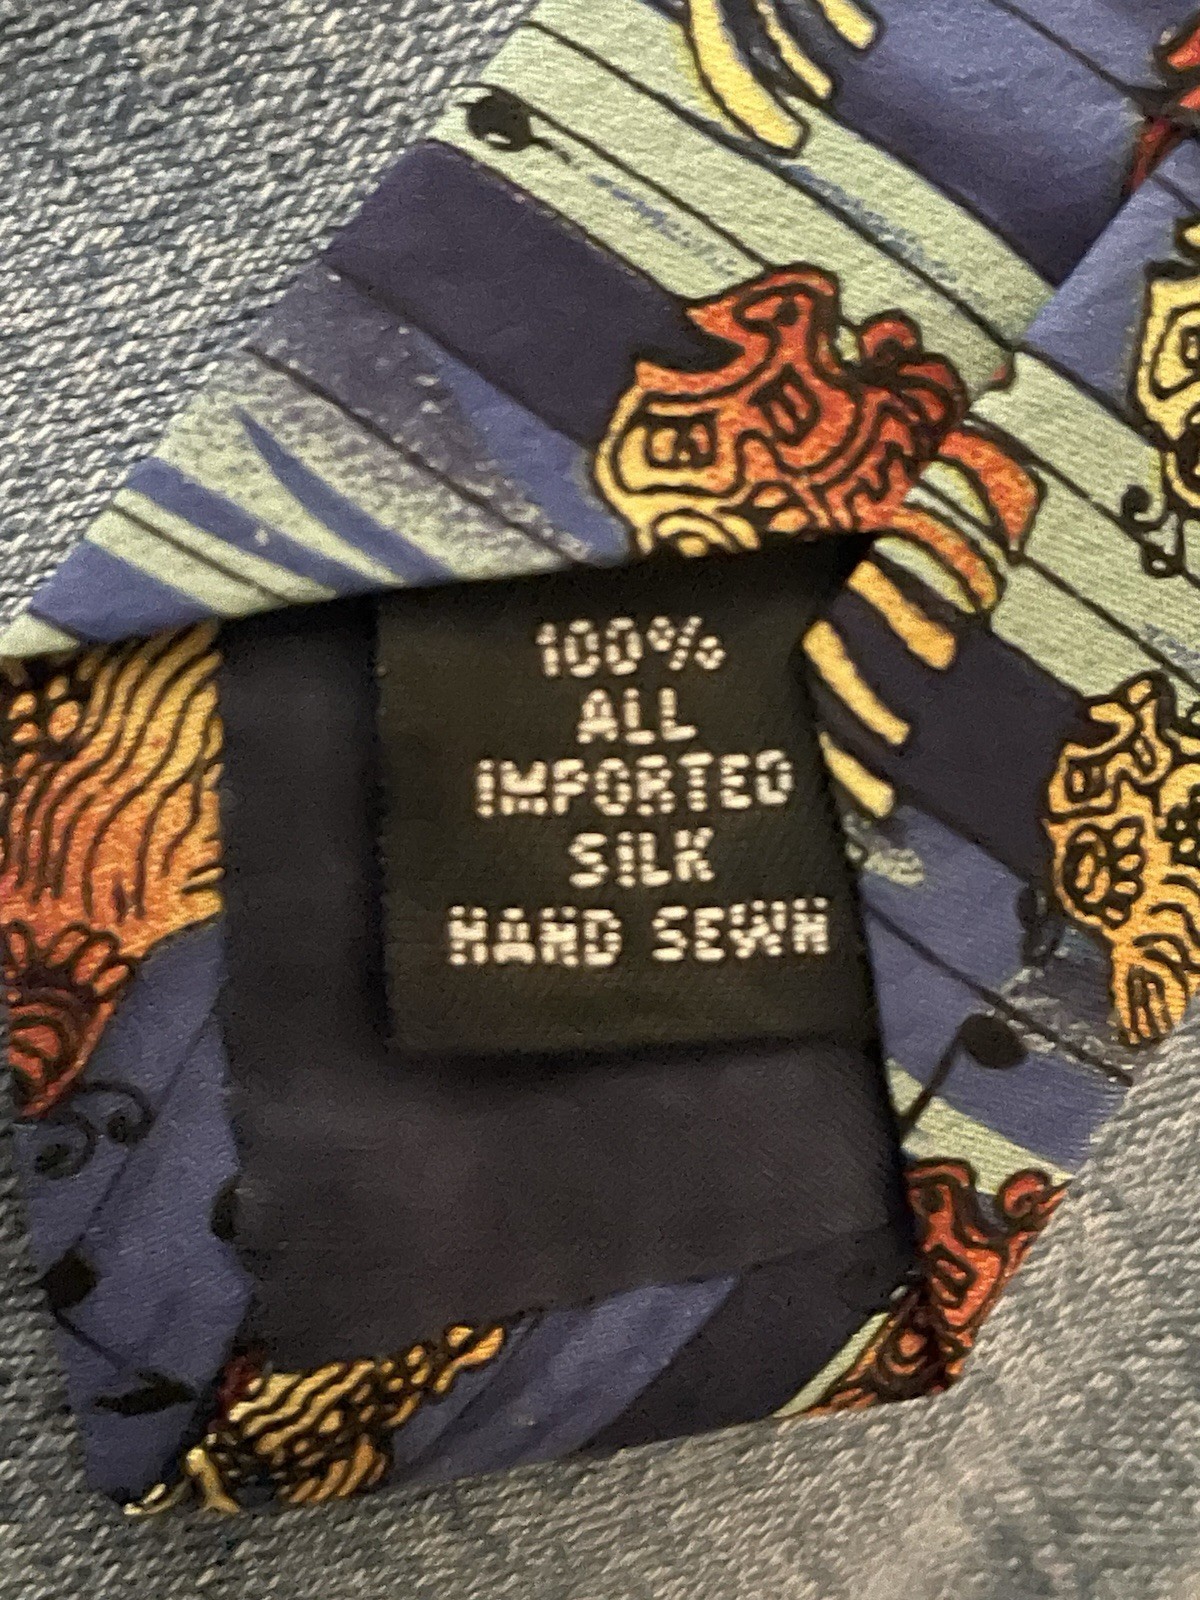 100%
ALL
IMPORTED
SILK
HAND SEWN